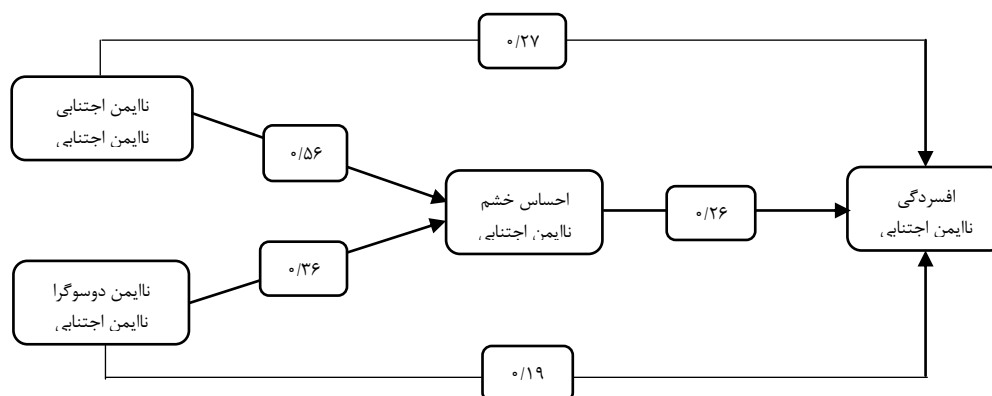 ۰/۲۷
ناایمن اجتنابی
ناایمن اجتنابی
۰/۵۶
احساس خشم
ناایمن اجتنابی
۰/۲۶
افسردگی
ناایمن اجتنابی
۰/۳۶
ناایمن دوسوگرا
ناایمن اجتنابی
۰/۱۹